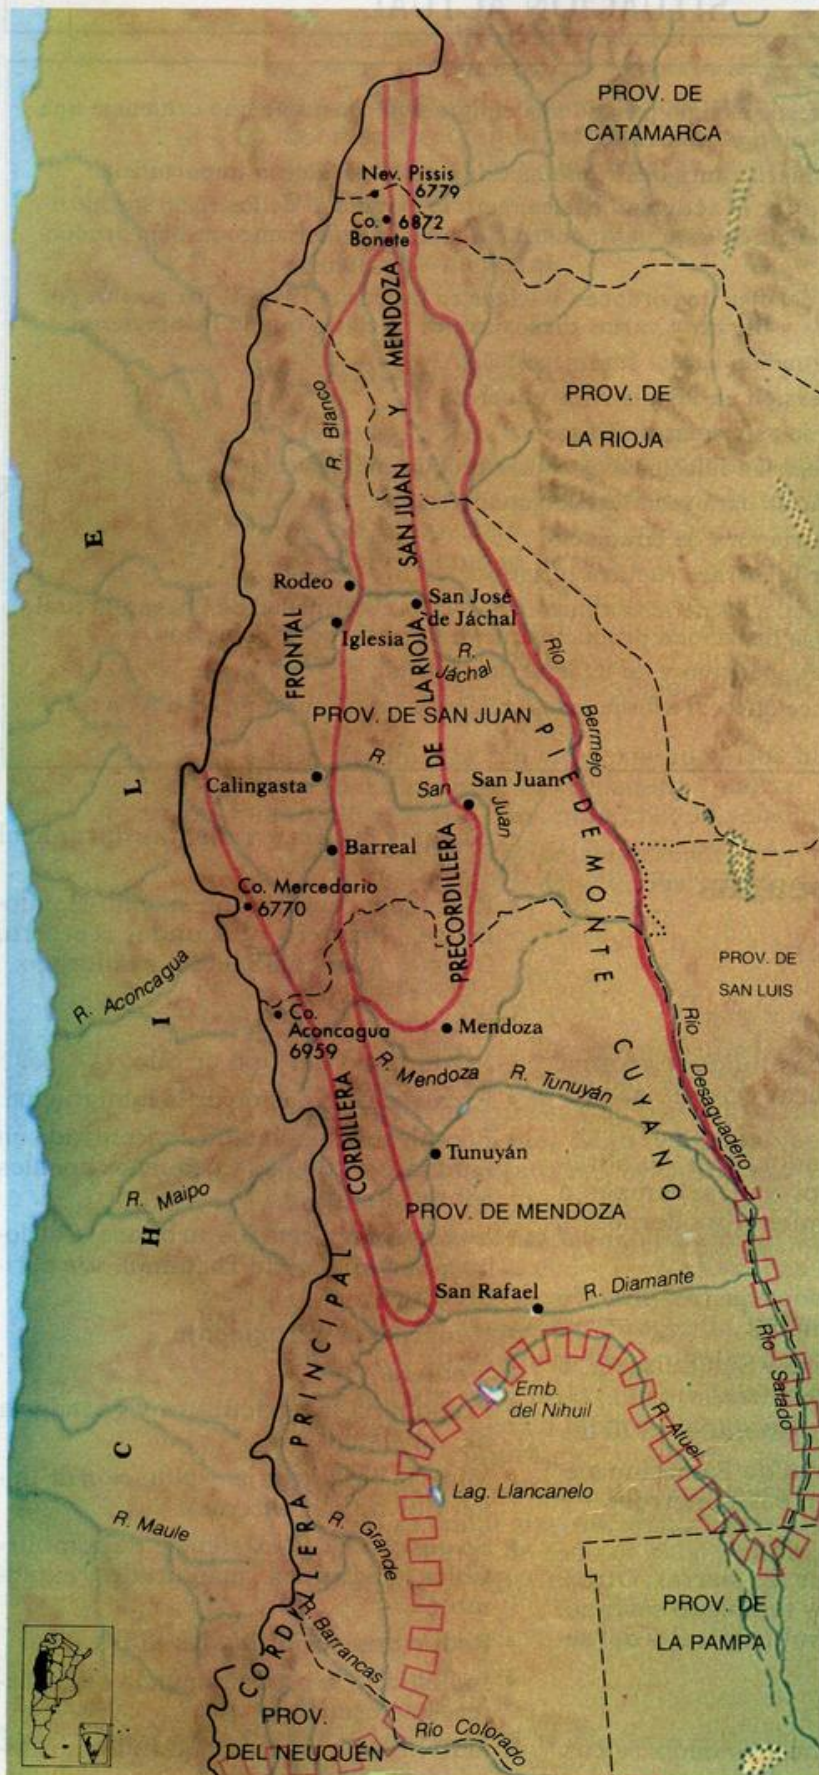 PROV. DE
CATAMARCA
Nev. Pissis
6779
Co. 6872
Bonete
PRECORDILLERA DE LA RIOJA, SAN JUAN Y MENDOZA
PROV. DE
LA RIOJA
R. Blanco
E
Rodeo
San José
de Jáchal
Iglesia
R.
Jáchal
Río Bermejo
CORDILLERA FRONTAL
PROV. DE SAN JUAN
PIEDEMONTE CUYANO
L
Calingasta
R. San Juan
San Juan
Barreal
Co. Mercedario
6770
PROV. DE
SAN LUIS
R. Aconcagua
I
Co.
Aconcagua
6959
Mendoza
R. Mendoza
R. Tunuyán
Río Desaguadero
Tunuyán
R. Maipo
H
PROV. DE MENDOZA
San Rafael
R. Diamante
CORDILLERA PRINCIPAL
Río Salado
Emb.
del Nihuil
R. Atuel
C
Lag. Llancanelo
R. Maule
R. Grande
R. Barrancas
PROV. DE
LA PAMPA
PROV.
DEL NEUQUÉN
Río Colorado